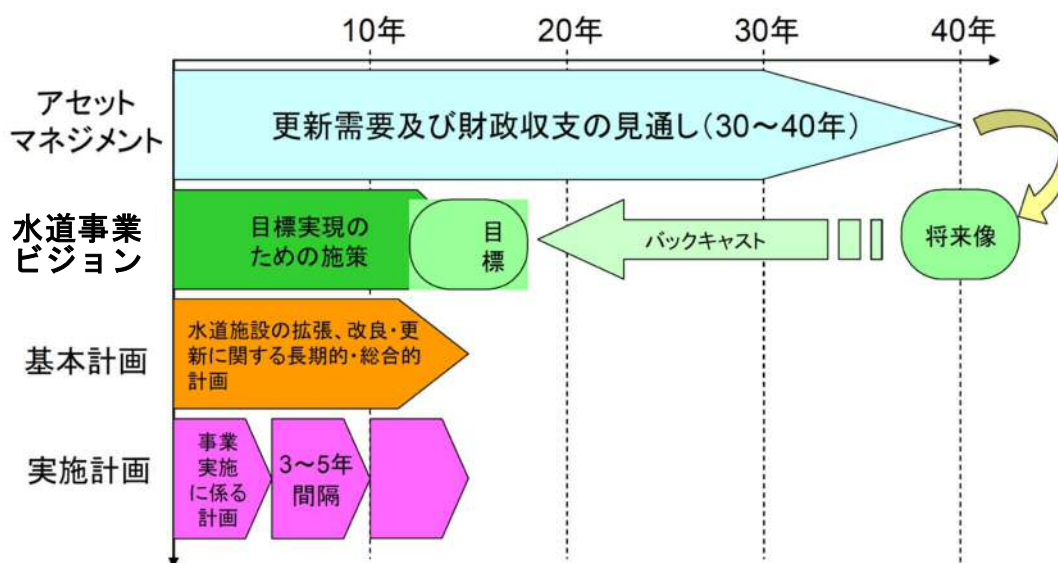 10年
20年
30年
40年
アセット
マネジメント
更新需要及び財政収支の見通し(30～40年)
水道事業
ビジョン
目標実現の
ための施策
目
標
バックキャスト
将来像
基本計画
水道施設の拡張、改良・更
新に関する長期的・総合的
計画
実施計画
事業
実施
に係る
計画
3～5年
間隔